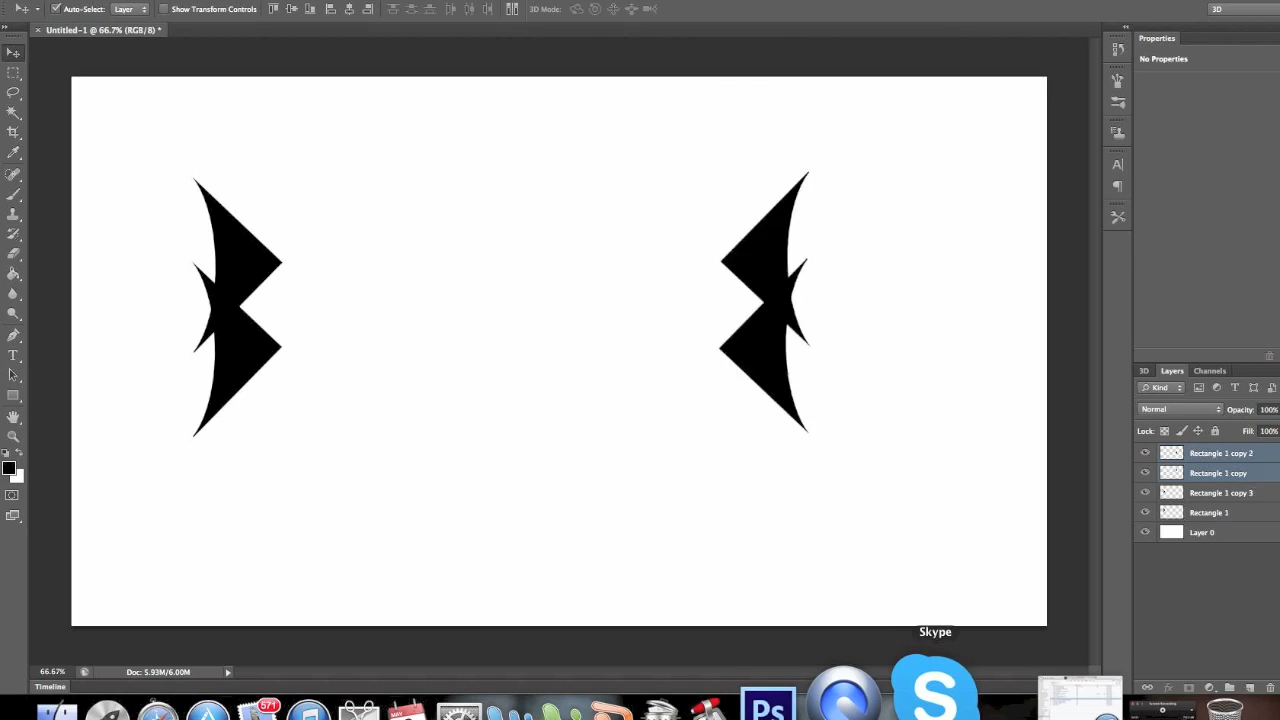 Auto-Select: Layer Show Transform Controls 3D Mode: 3D
Untitled-1 @ 66.7% (RGB/8) *
Properties
No Properties
3D Layers Channels
Kind
Normal Opacity: 100%
Lock: Fill: 100%
Rectangle 1 copy 2
Rectangle 1 copy
Rectangle 1 copy 3
Rectangle 1
Layer 0
Skype
66.67% Doc: 5.93M/6.00M
Timeline
571
MAY
Ps